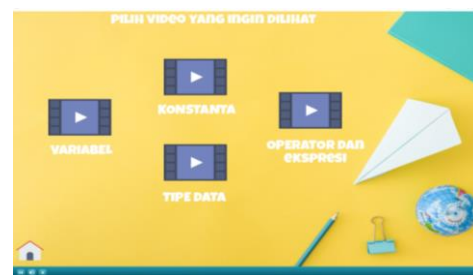 PILIH VIDEO YANG INGIN DILIHAT
KONSTANTA
VARIABEL
OPERATOR DAN
EKSPRESI
TIPE DATA